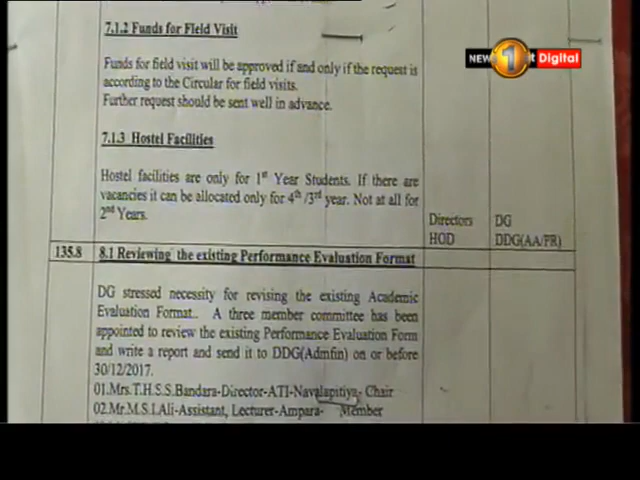 7.1.2 Funds for Field Visit
NEWS 1st Digital
Funds for field visit will be approved if and only if the request is
according to the Circular for field visits.
Further request should be sent well in advance.
7.1.3 Hostel Facilities
Hostel facilities are only for 1st Year Students. If there are
vacancies it can be allocated only for 4th /3rd year. Not at all for
2nd Years.
Directors
HOD
DG
DDG(AA/PR)
135.8 8.1 Reviewing the existing Performance Evaluation Format
DG stressed necessity for revising the existing Academic
Evaluation Format.. A three member committee has been
appointed to review the existing Performance Evaluation Form
and write a report and send it to DDG(Admfin) on or before
30/12/2017.
01.Mrs.T.H.S.S.Bandara-Director-ATI-Navalapitiya- Chair
02.Mr.M.S.I.Ali-Assistant, Lecturer-Ampara- Member